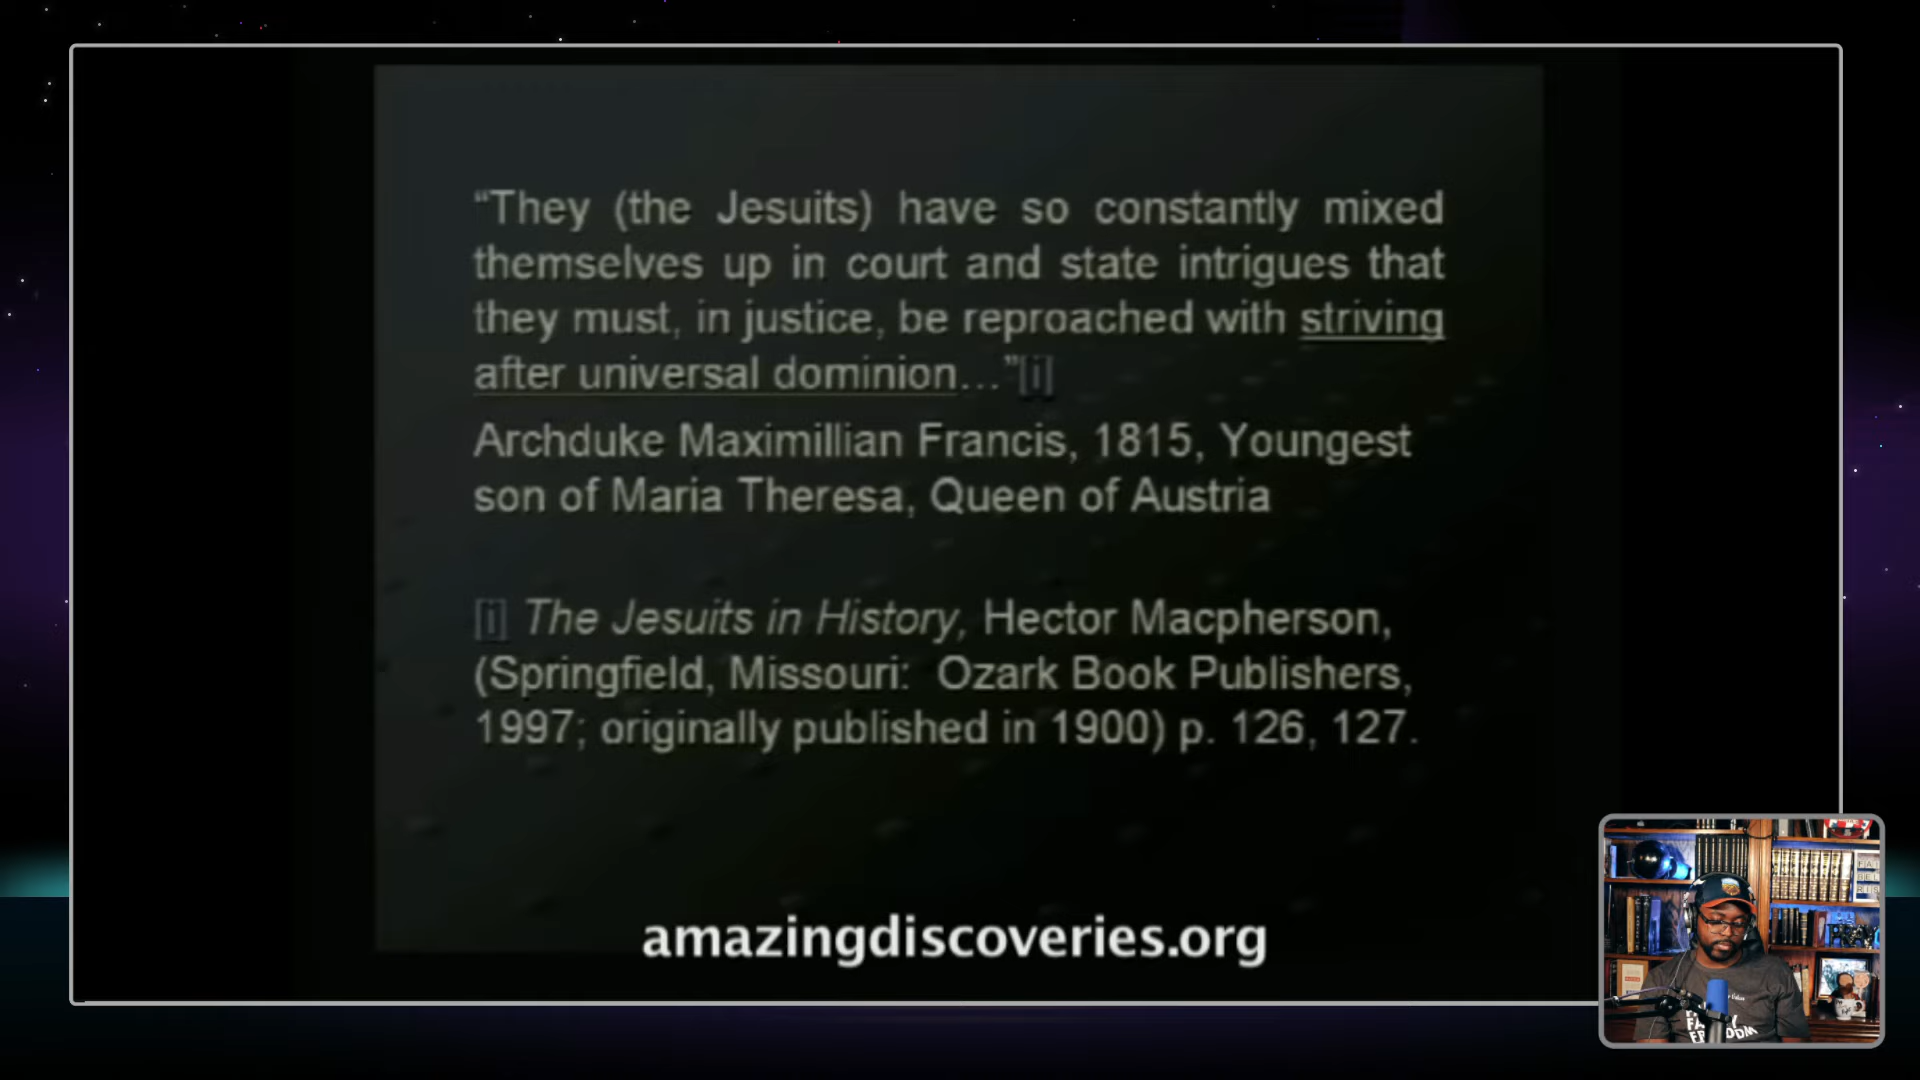 “They (the Jesuits) have so constantly mixed
themselves up in court and state intrigues that
they must, in justice, be reproached with striving
after universal dominion…”[i]
Archduke Maximillian Francis, 1815, Youngest
son of Maria Theresa, Queen of Austria
[i] The Jesuits in History, Hector Macpherson,
(Springfield, Missouri: Ozark Book Publishers,
1997; originally published in 1900) p. 126, 127.
amazingdiscoveries.org